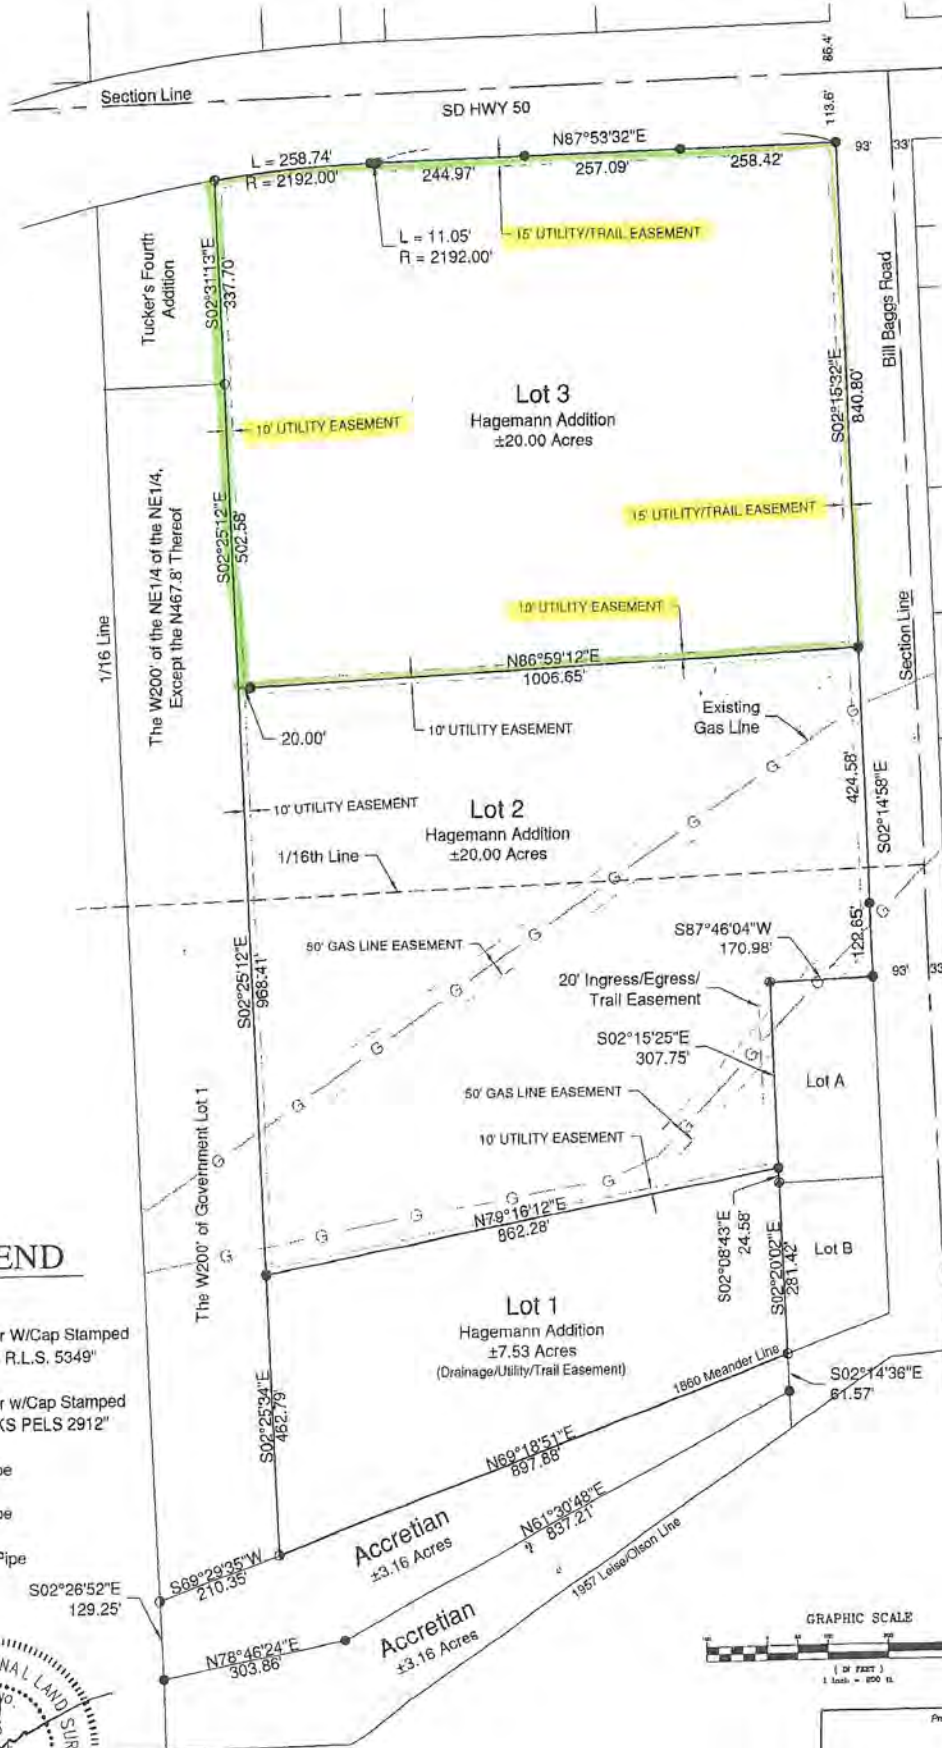 Section Line
SD HWY 50
86.4'
113.6'
N87°53'32"E
93'
33'
L = 258.74'
R = 2192.00'
244.97'
257.09'
258.42'
L = 11.05'
R = 2192.00'
15' UTILITY/TRAIL EASEMENT
Tucker's Fourth
Addition
S02°31'13"E
337.70'
Bill Baggs Road
Lot 3
Hagemann Addition
±20.00 Acres
S02°15'32"E
840.80'
10' UTILITY EASEMENT
The W200' of the NE1/4 of the NE1/4,
Except the N467.8' Thereof
S02°25'12"E
502.58'
15' UTILITY/TRAIL EASEMENT
10' UTILITY EASEMENT
1/16 Line
Section Line
N86°59'12"E
1006.65'
20.00'
10' UTILITY EASEMENT
Existing
Gas Line
G
424.58'
S02°14'58"E
10' UTILITY EASEMENT
Lot 2
Hagemann Addition
±20.00 Acres
1/16th Line
G
G
G
G
G
G
G
G
G
122.65'
S87°46'04"W
170.98'
93'
33
50' GAS LINE EASEMENT
20' Ingress/Egress/
Trail Easement
S02°25'12"E
968.41'
S02°15'25"E
307.75'
G
G
Lot A
50' GAS LINE EASEMENT
G
10' UTILITY EASEMENT
The W200' of Government Lot 1
G
G
G
G
G
N79°16'12"E
862.28'
S02°08'43"E
24.58'
S02°20'02"E
281.42'
Lot B
END
Lot 1
Hagemann Addition
±7.53 Acres
(Drainage/Utility/Trail Easement)
r W/Cap Stamped
R.L.S. 5349"
1860 Meander Line
S02°14'36"E
61.57'
r w/Cap Stamped
KS PELS 2912"
S02°25'34"E
462.79'
N69°18'51"E
897.88'
pe
pe
Pipe
Accretian
±3.16 Acres
N61°30'48"E
837.21'
1957 Leise/Olson Line
S69°29'35"W
210.35'
S02°26'52"E
129.25'
Accretian
±3.16 Acres
N78°46'24"E
303.86'
GRAPHIC SCALE
( IN FEET )
1 inch = 200 ft.
NAL LAND SUR
No.